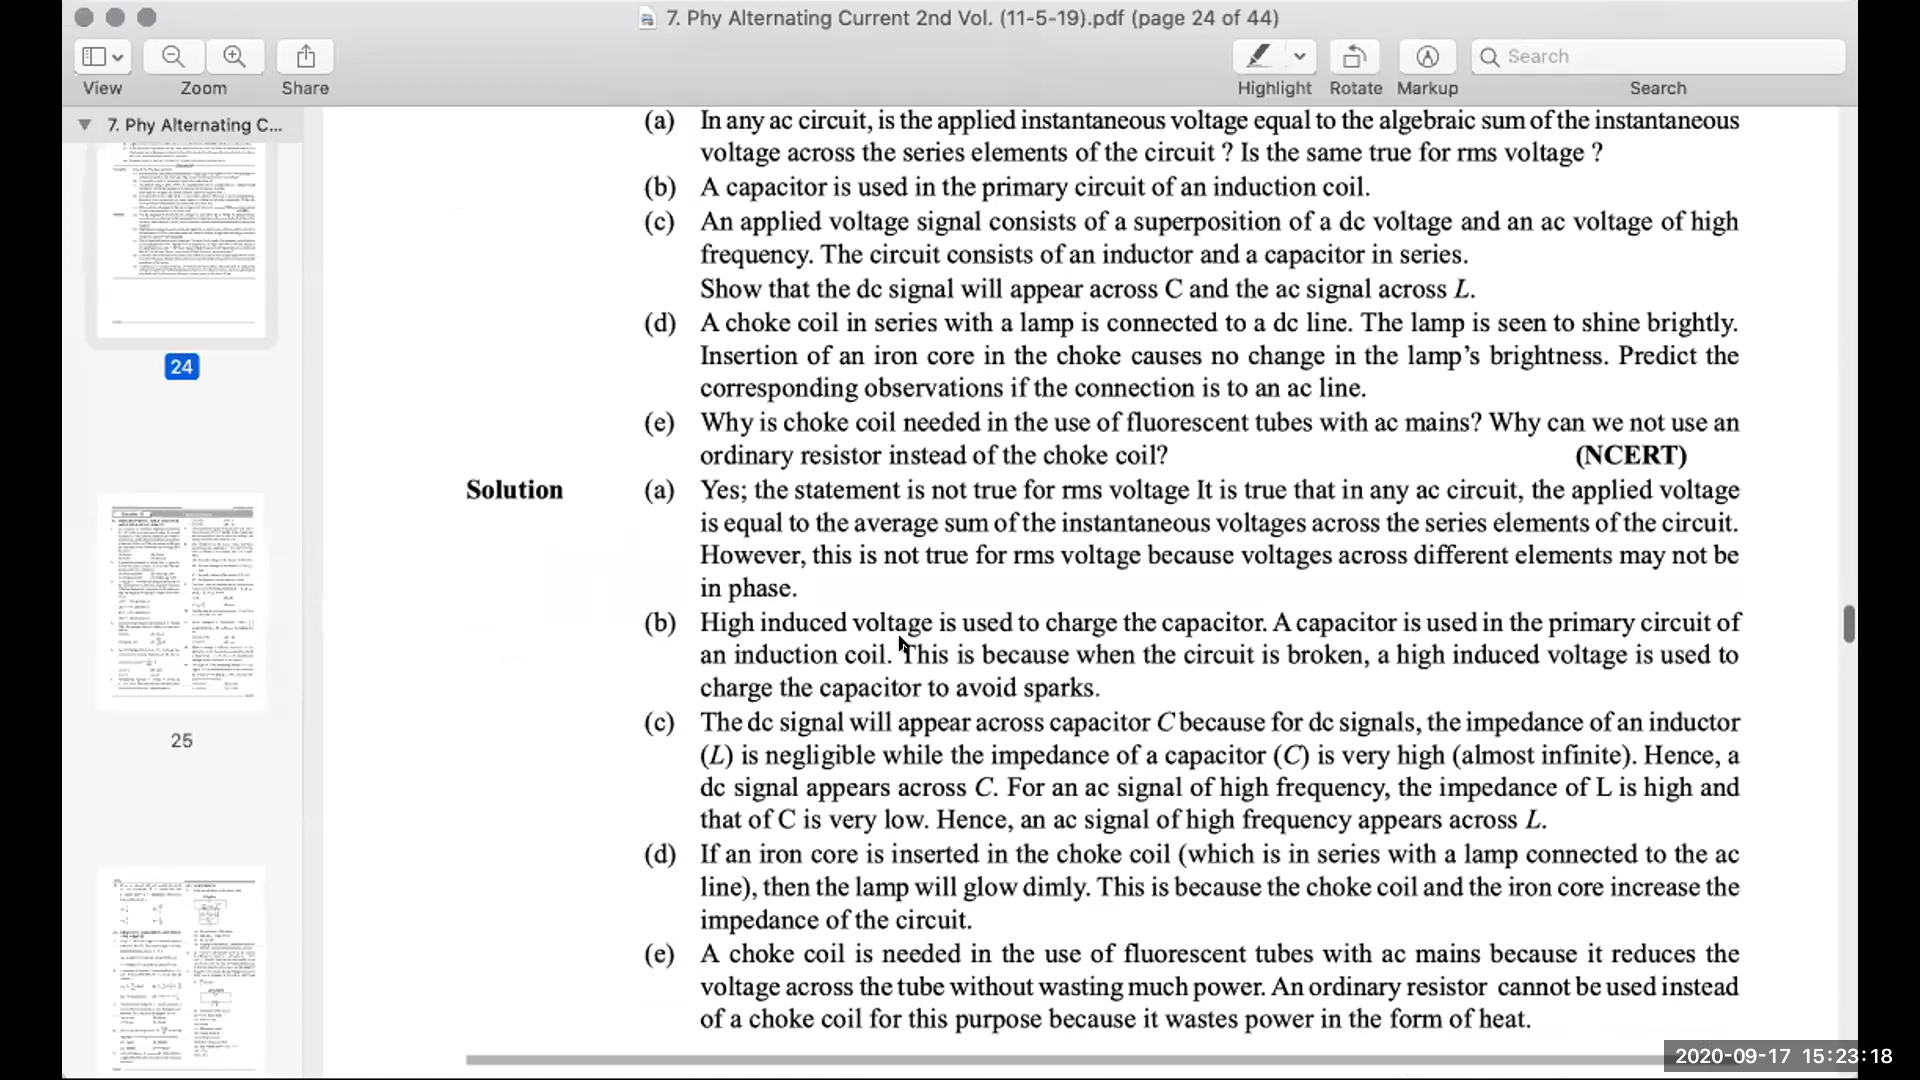 7. Phy Alternating Current 2nd Vol. (11-5-19).pdf (page 24 of 44)
Search
View
Zoom
Share
Highlight
Rotate
Markup
Search
7. Phy Alternating C...
24
25
(a) In any ac circuit, is the applied instantaneous voltage equal to the algebraic sum of the instantaneous
voltage across the series elements of the circuit ? Is the same true for rms voltage ?
(b) A capacitor is used in the primary circuit of an induction coil.
(c) An applied voltage signal consists of a superposition of a dc voltage and an ac voltage of high
frequency. The circuit consists of an inductor and a capacitor in series.
Show that the dc signal will appear across C and the ac signal across L.
(d) A choke coil in series with a lamp is connected to a dc line. The lamp is seen to shine brightly.
Insertion of an iron core in the choke causes no change in the lamp's brightness. Predict the
corresponding observations if the connection is to an ac line.
(e) Why is choke coil needed in the use of fluorescent tubes with ac mains? Why can we not use an
ordinary resistor instead of the choke coil? (NCERT)
Solution (a) Yes; the statement is not true for rms voltage It is true that in any ac circuit, the applied voltage
is equal to the average sum of the instantaneous voltages across the series elements of the circuit.
However, this is not true for rms voltage because voltages across different elements may not be
in phase.
(b) High induced voltage is used to charge the capacitor. A capacitor is used in the primary circuit of
an induction coil. This is because when the circuit is broken, a high induced voltage is used to
charge the capacitor to avoid sparks.
(c) The dc signal will appear across capacitor C because for dc signals, the impedance of an inductor
(L) is negligible while the impedance of a capacitor (C) is very high (almost infinite). Hence, a
dc signal appears across C. For an ac signal of high frequency, the impedance of L is high and
that of C is very low. Hence, an ac signal of high frequency appears across L.
(d) If an iron core is inserted in the choke coil (which is in series with a lamp connected to the ac
line), then the lamp will glow dimly. This is because the choke coil and the iron core increase the
impedance of the circuit.
(e) A choke coil is needed in the use of fluorescent tubes with ac mains because it reduces the
voltage across the tube without wasting much power. An ordinary resistor cannot be used instead
of a choke coil for this purpose because it wastes power in the form of heat.
2020-09-17 15:23:18